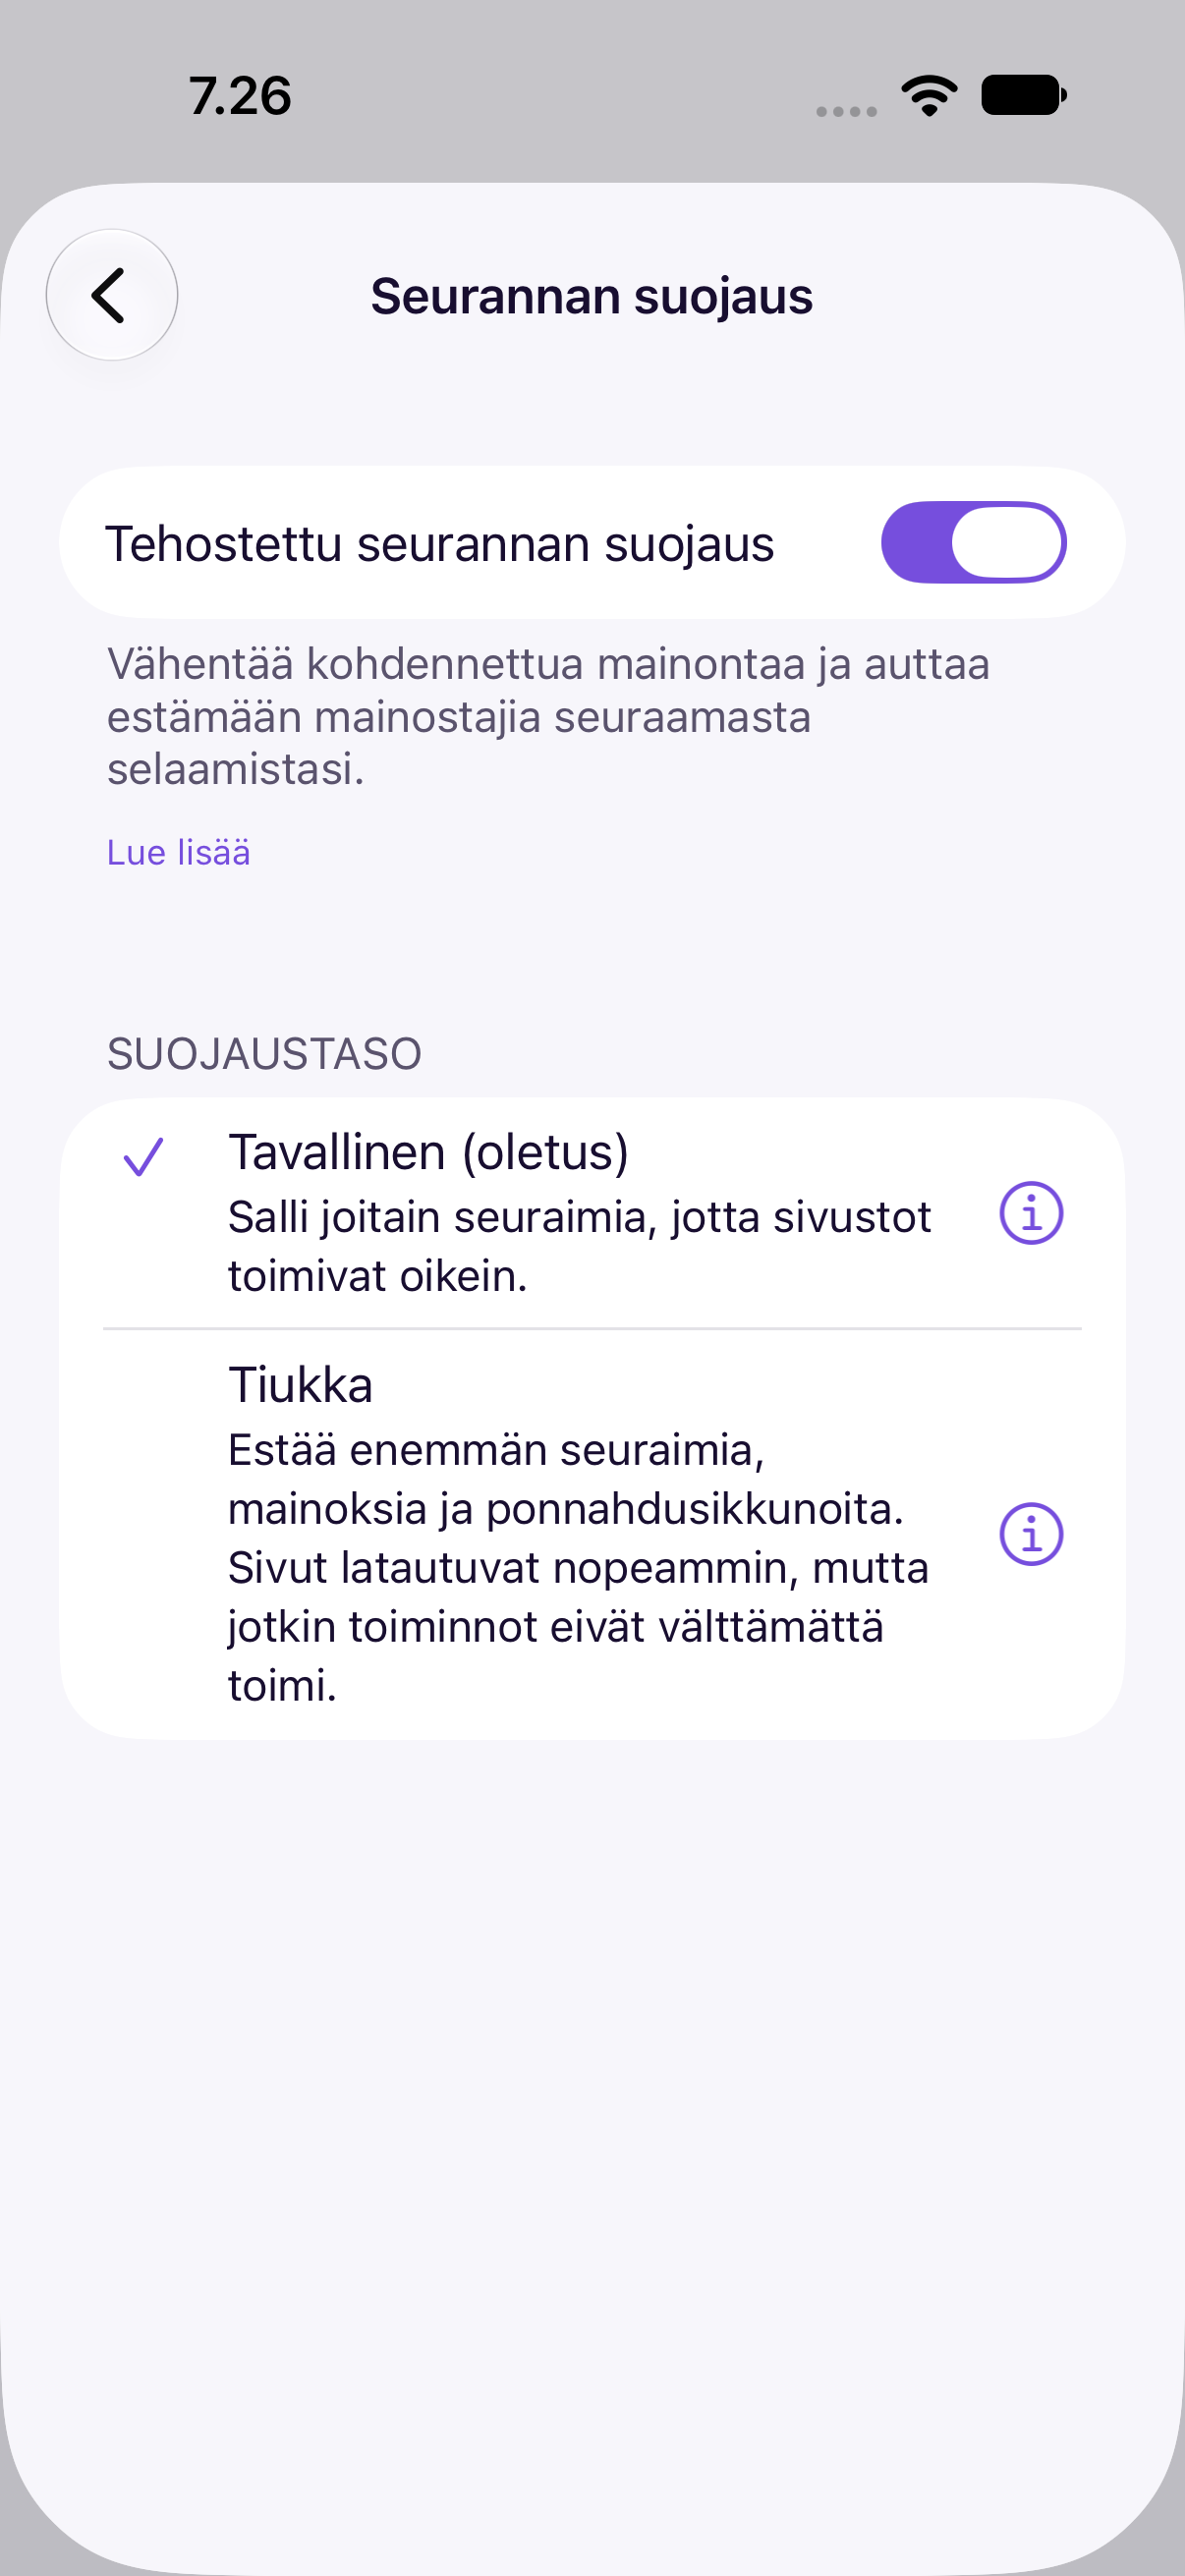 7.26
Seurannan suojaus
Tehostettu seurannan suojaus
Vähentää kohdennettua mainontaa ja auttaa
estämään mainostajia seuraamasta
selaamistasi.
Lue lisää
SUOJAUSTASO
Tavallinen (oletus)
Salli joitain seuraimia, jotta sivustot
toimivat oikein.
Tiukka
Estää enemmän seuraimia,
mainoksia ja ponnahdusikkunoita.
Sivut latautuvat nopeammin, mutta
jotkin toiminnot eivät välttämättä
toimi.